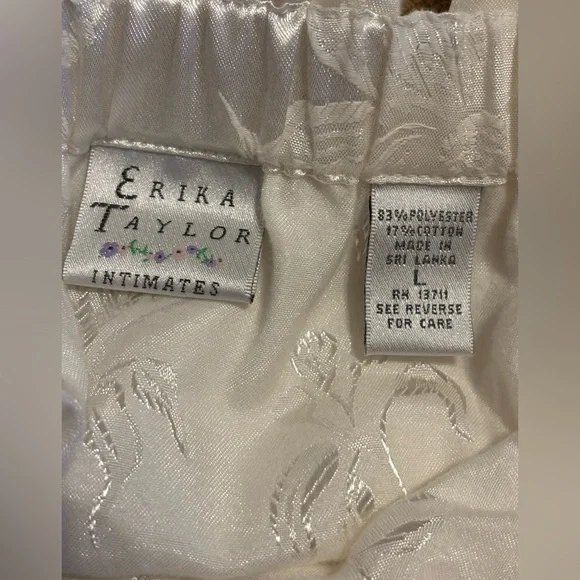 ERIKA
TAYLOR
INTIMATES
83%POLYESTER
17%COTTON
MADE IN
SRI LANKA
L
RN 13711
SEE REVERSE
FOR CARE